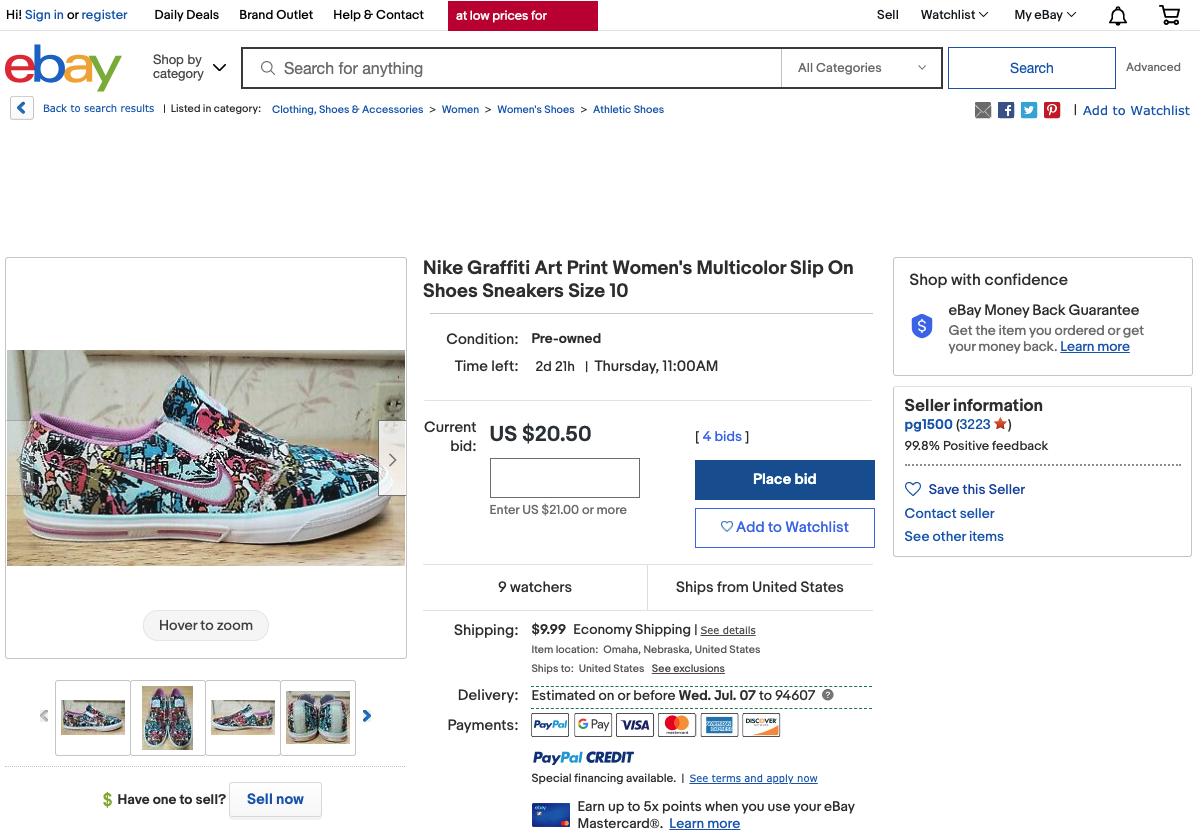 Hi! Sign in or register
Daily Deals
Brand Outlet
Help & Contact
at low prices for
Sell
Watchlist
My eBay
ebay
Shop by
category
Search for anything
All Categories
Search
Advanced
Back to search results | Listed in category: Clothing, Shoes & Accessories > Women > Women's Shoes > Athletic Shoes
| Add to Watchlist
Nike Graffiti Art Print Women's Multicolor Slip On
Shoes Sneakers Size 10
Condition: Pre-owned
Time left: 2d 21h | Thursday, 11:00AM
Current
bid:
US $20.50
[ 4 bids ]
Place bid
Enter US $21.00 or more
Add to Watchlist
9 watchers
Ships from United States
Shipping: $9.99 Economy Shipping | See details
Item location: Omaha, Nebraska, United States
Ships to: United States See exclusions
Delivery: Estimated on or before Wed. Jul. 07 to 94607 ?
Payments: PayPal G Pay VISA mastercard AMERICAN EXPRESS DISCOVER
PayPal CREDIT
Special financing available. | See terms and apply now
ebay
Earn up to 5x points when you use your eBay
Mastercard®. Learn more
Hover to zoom
$ Have one to sell? Sell now
Shop with confidence
$
eBay Money Back Guarantee
Get the item you ordered or get
your money back. Learn more
Seller information
pg1500 (3223 ★)
99.8% Positive feedback
Save this Seller
Contact seller
See other items